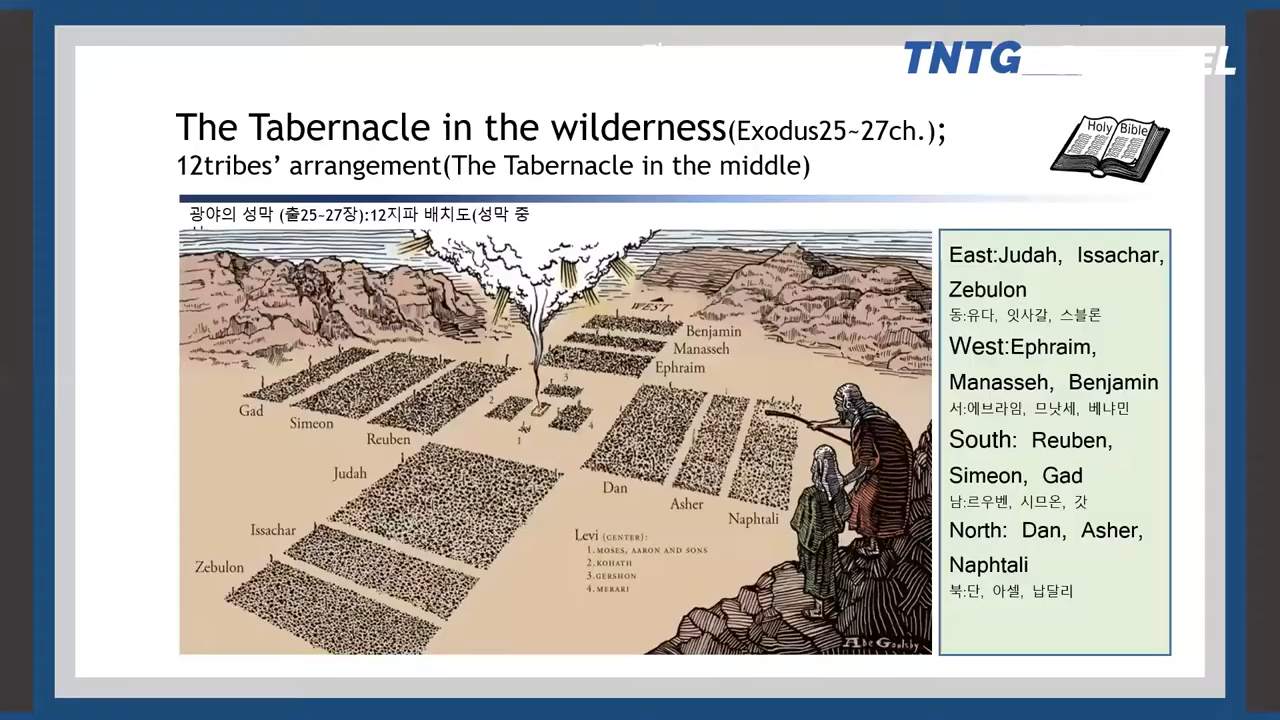 TNTG
EL
The Tabernacle in the wilderness(Exodus25~27ch.);
12tribes’ arrangement(The Tabernacle in the middle)
Holy Bible
광야의 성막 (출25~27장):12지파 배치도(성막 중
WEST
Benjamin
Manasseh
Ephraim
Gad
Simeon
Reuben
3
2
4
1
Judah
Dan
Asher
Naphtali
Issachar
Zebulon
Levi (CENTER):
1. MOSES, AARON AND SONS
2. KOHATH
3. GERSHON
4. MERARI
Abe Goolsby
East:Judah, Issachar,
Zebulon
동:유다, 잇사갈, 스블론
West:Ephraim,
Manasseh, Benjamin
서:에브라임, 므낫세, 베냐민
South: Reuben,
Simeon, Gad
남:르우벤, 시므온, 갓
North: Dan, Asher,
Naphtali
북:단, 아셀, 납달리